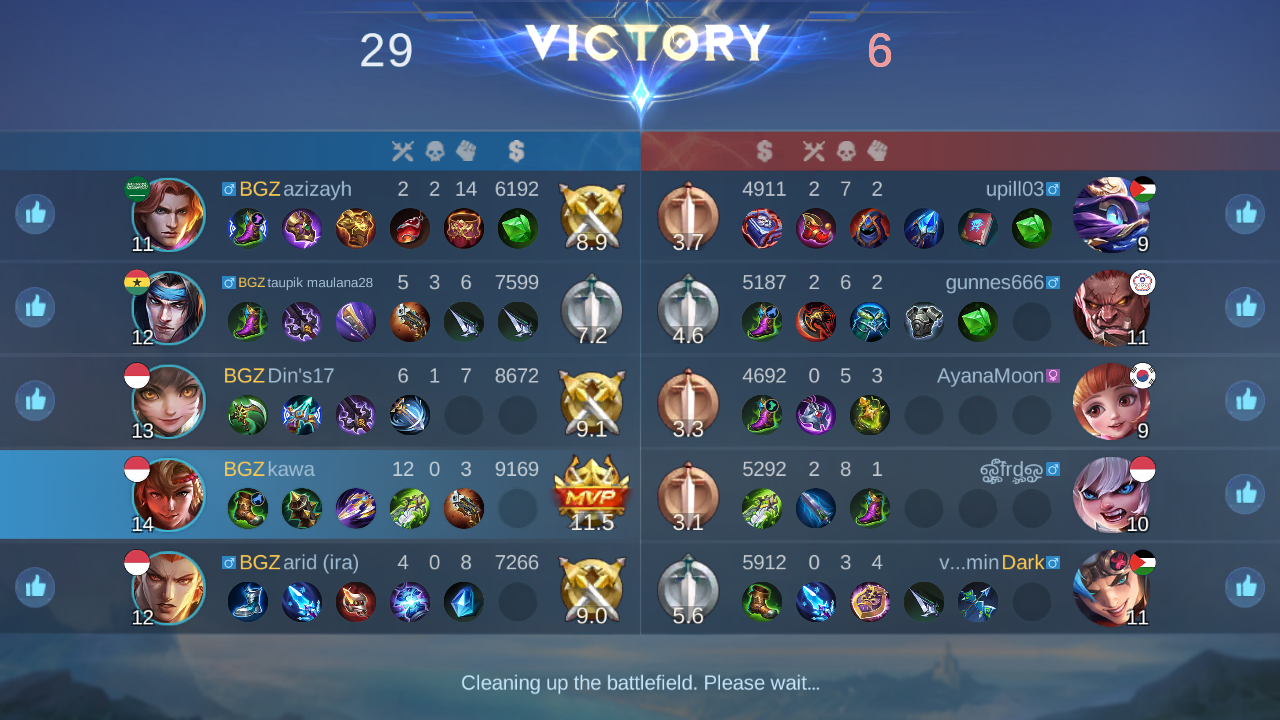 29 VICTORY 6
BGZ azizayh 2 2 14 6192
11 8.9
4911 2 7 2 upill03
3.7 9
BGZ taupik maulana28 5 3 6 7599
12 7.2
5187 2 6 2 gunnes666
4.6 11
BGZ Din's17 6 1 7 8672
13 9.1
4692 0 5 3 AyanaMoon
3.3 9
BGZ kawa 12 0 3 9169
MVP
14 11.5
5292 2 8 1
3.1 10
BGZ arid (ira) 4 0 8 7266
12 9.0
5912 0 3 4 v...min Dark
5.6 11
Cleaning up the battlefield. Please wait...